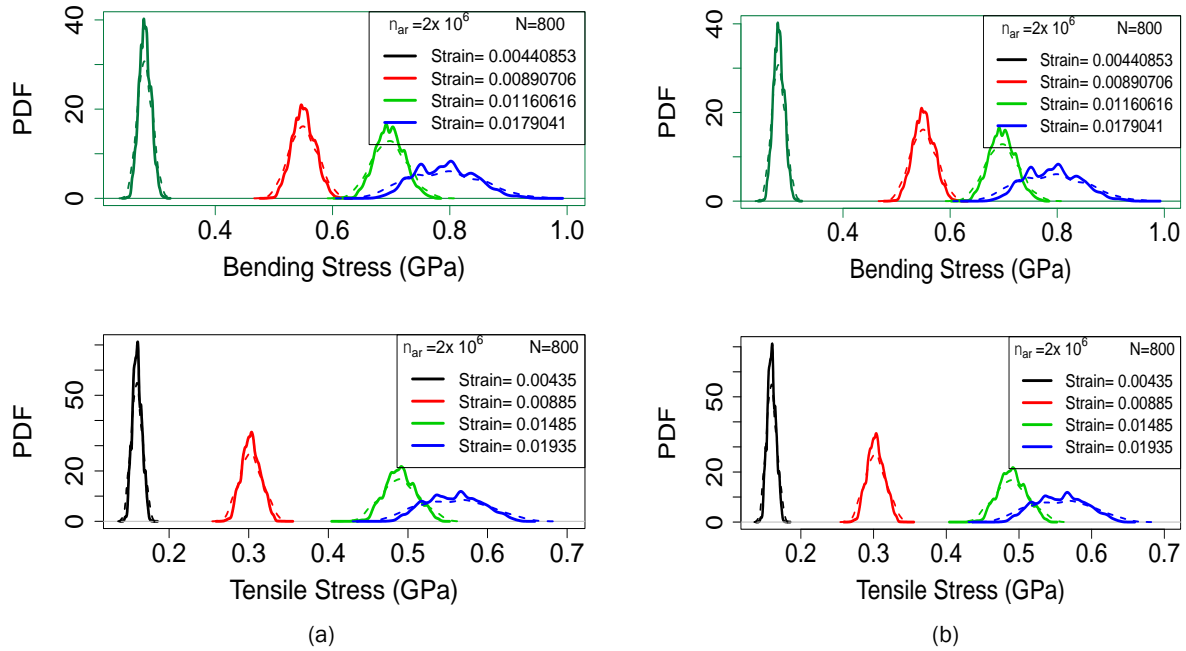 PDF
40
20
0
n_ar =2x 10^6 N=800
Strain= 0.00440853
Strain= 0.00890706
Strain= 0.01160616
Strain= 0.0179041
0.4 0.6 0.8 1.0
Bending Stress (GPa)
PDF
50
20
0
n_ar =2x 10^6 N=800
Strain= 0.00435
Strain= 0.00885
Strain= 0.01485
Strain= 0.01935
0.2 0.3 0.4 0.5 0.6 0.7
Tensile Stress (GPa)
(a)
PDF
40
20
0
n_ar =2x 10^6 N=800
Strain= 0.00440853
Strain= 0.00890706
Strain= 0.01160616
Strain= 0.0179041
0.4 0.6 0.8 1.0
Bending Stress (GPa)
PDF
50
20
0
n_ar =2x 10^6 N=800
Strain= 0.00435
Strain= 0.00885
Strain= 0.01485
Strain= 0.01935
0.2 0.3 0.4 0.5 0.6 0.7
Tensile Stress (GPa)
(b)